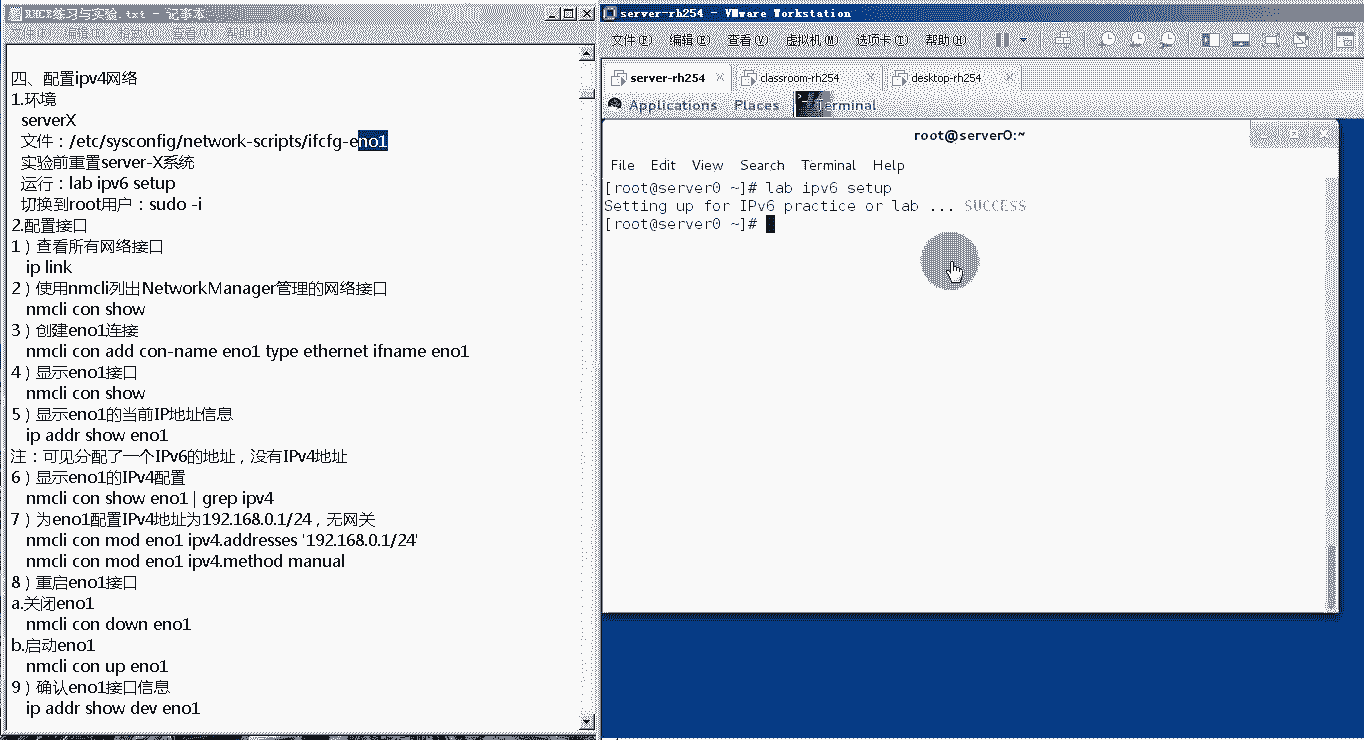 RHCE练习与实验.txt - 记事本
文件(F) 编辑(E) 格式(O) 查看(V) 帮助(H)
四、配置ipv4网络
1.环境
serverX
文件：/etc/sysconfig/network-scripts/ifcfg-eno1
实验前重置server-X系统
运行：lab ipv6 setup
切换到root用户：sudo -i
2.配置接口
1）查看所有网络接口
ip link
2）使用nmcli列出NetworkManager管理的网络接口
nmcli con show
3）创建eno1连接
nmcli con add con-name eno1 type ethernet ifname eno1
4）显示eno1接口
nmcli con show
5）显示eno1的当前IP地址信息
ip addr show eno1
注：可见分配了一个IPv6的地址，没有IPv4地址
6）显示eno1的IPv4配置
nmcli con show eno1 | grep ipv4
7）为eno1配置IPv4地址为192.168.0.1/24，无网关
nmcli con mod eno1 ipv4.addresses '192.168.0.1/24'
nmcli con mod eno1 ipv4.method manual
8）重启eno1接口
a.关闭eno1
nmcli con down eno1
b.启动eno1
nmcli con up eno1
9）确认eno1接口信息
ip addr show dev eno1
server-rh254 - VMware Workstation
文件(F) 编辑(E) 查看(V) 虚拟机(M) 选项卡(T) 帮助(H)
server-rh254 classroom-rh254 desktop-rh254
Applications Places Terminal
root@server0:~
File Edit View Search Terminal Help
[root@server0 ~]# lab ipv6 setup
Setting up for IPv6 practice or lab ... SUCCESS
[root@server0 ~]#